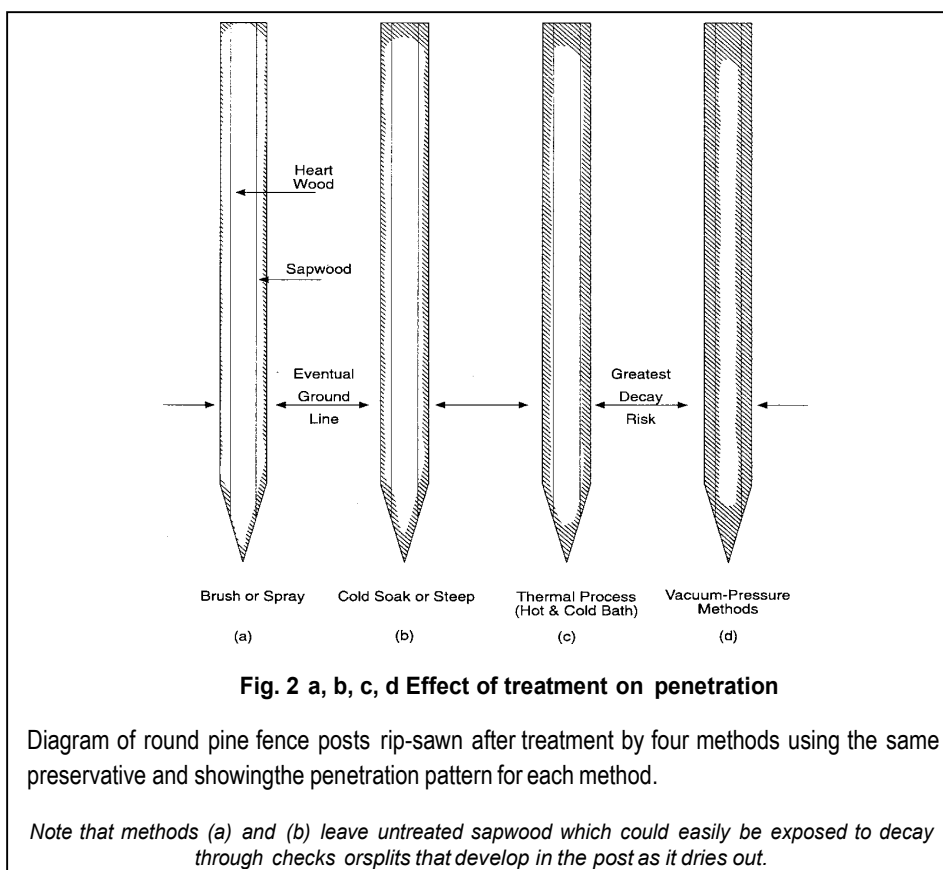 Heart
Wood
Sapwood
Eventual
Ground
Line
Greatest
Decay
Risk
Brush or Spray
(a)
Cold Soak or Steep
(b)
Thermal Process
(Hot & Cold Bath)
(c)
Vacuum-Pressure
Methods
(d)
Fig. 2 a, b, c, d Effect of treatment on penetration
Diagram of round pine fence posts rip-sawn after treatment by four methods using the same
preservative and showingthe penetration pattern for each method.
Note that methods (a) and (b) leave untreated sapwood which could easily be exposed to decay
through checks orsplits that develop in the post as it dries out.